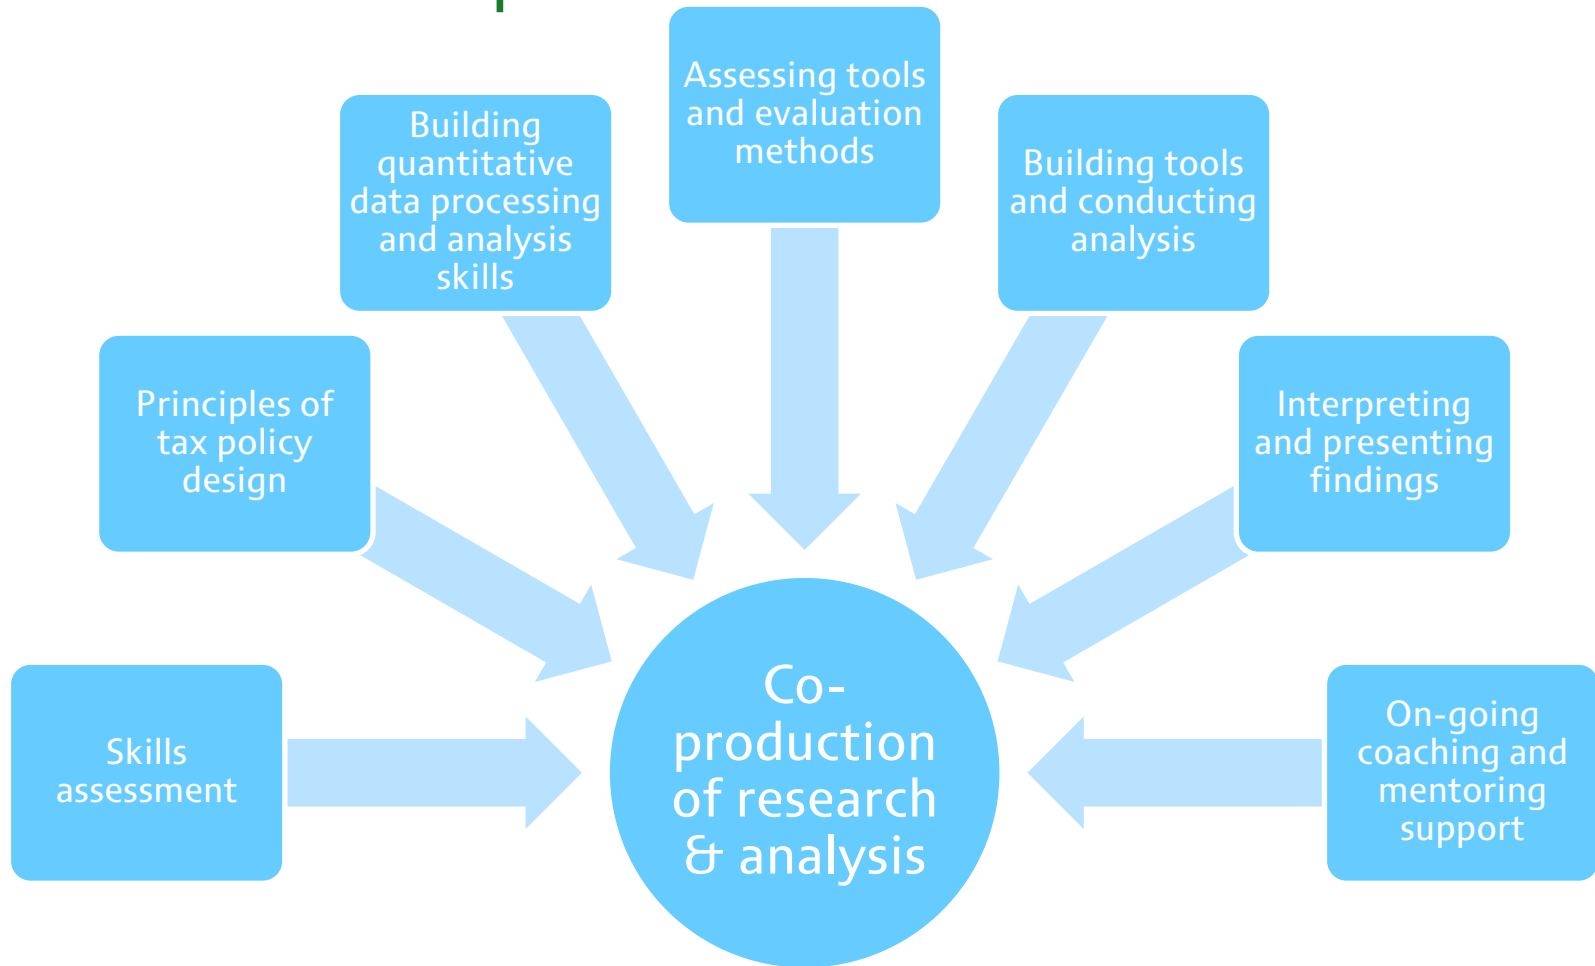 Assessing tools
and evaluation
methods
Building
quantitative
data processing
and analysis
skills
Building tools
and conducting
analysis
Principles of
tax policy
design
Interpreting
and presenting
findings
Skills
assessment
Co-
production
of research
& analysis
On-going
coaching and
mentoring
support